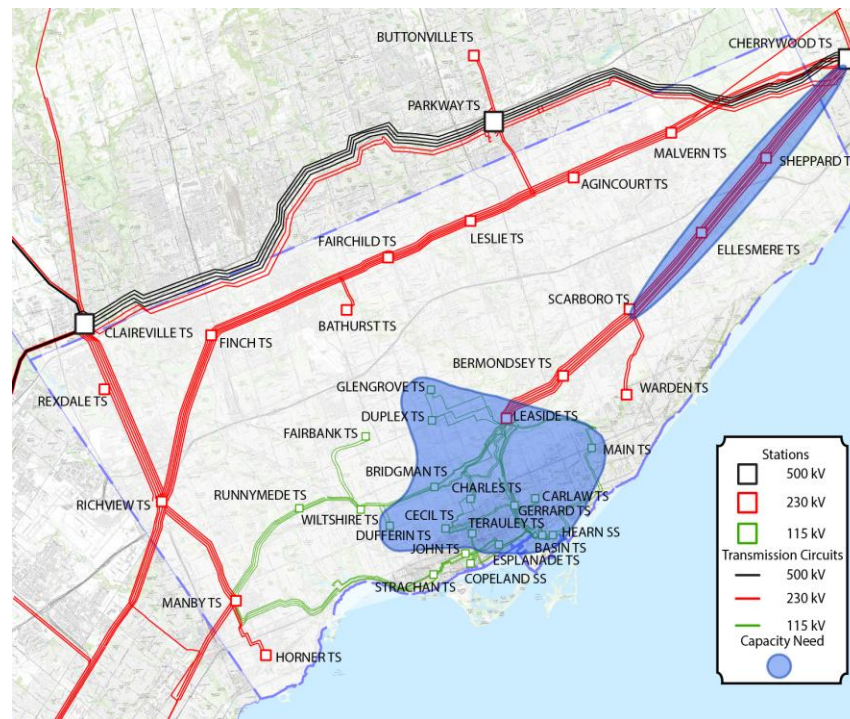 BUTTONVILLE TS
CHERRYWOOD TS
PARKWAY TS
MALVERN TS
SHEPPARD T
AGINCOURT TS
LESLIE TS
FAIRCHILD TS
ELLESMERE TS
SCARBORO TS
BATHURST TS
CLAIREVILLE TS
FINCH TS
BERMONDSEY TS
REXDALE TS
GLENGROVE TS
WARDEN TS
DUPLEX TS
LEASIDE TS
FAIRBANK TS
MAIN TS
BRIDGMAN TS
CHARLES TS
RICHVIEW TS
RUNNYMEDE TS
CARLAW TS
WILTSHIRE TS
CECIL TS
GERRARD TS
TERAULEY TS
DUFFERIN TS
HEARN SS
JOHN TS
BASIN TS
ESPLANADE TS
STRACHAN TS
COPELAND SS
MANBY TS
HORNER TS
Stations
500 kV
230 kV
115 kV
Transmission Circuits
500 kV
230 kV
115 kV
Capacity Need